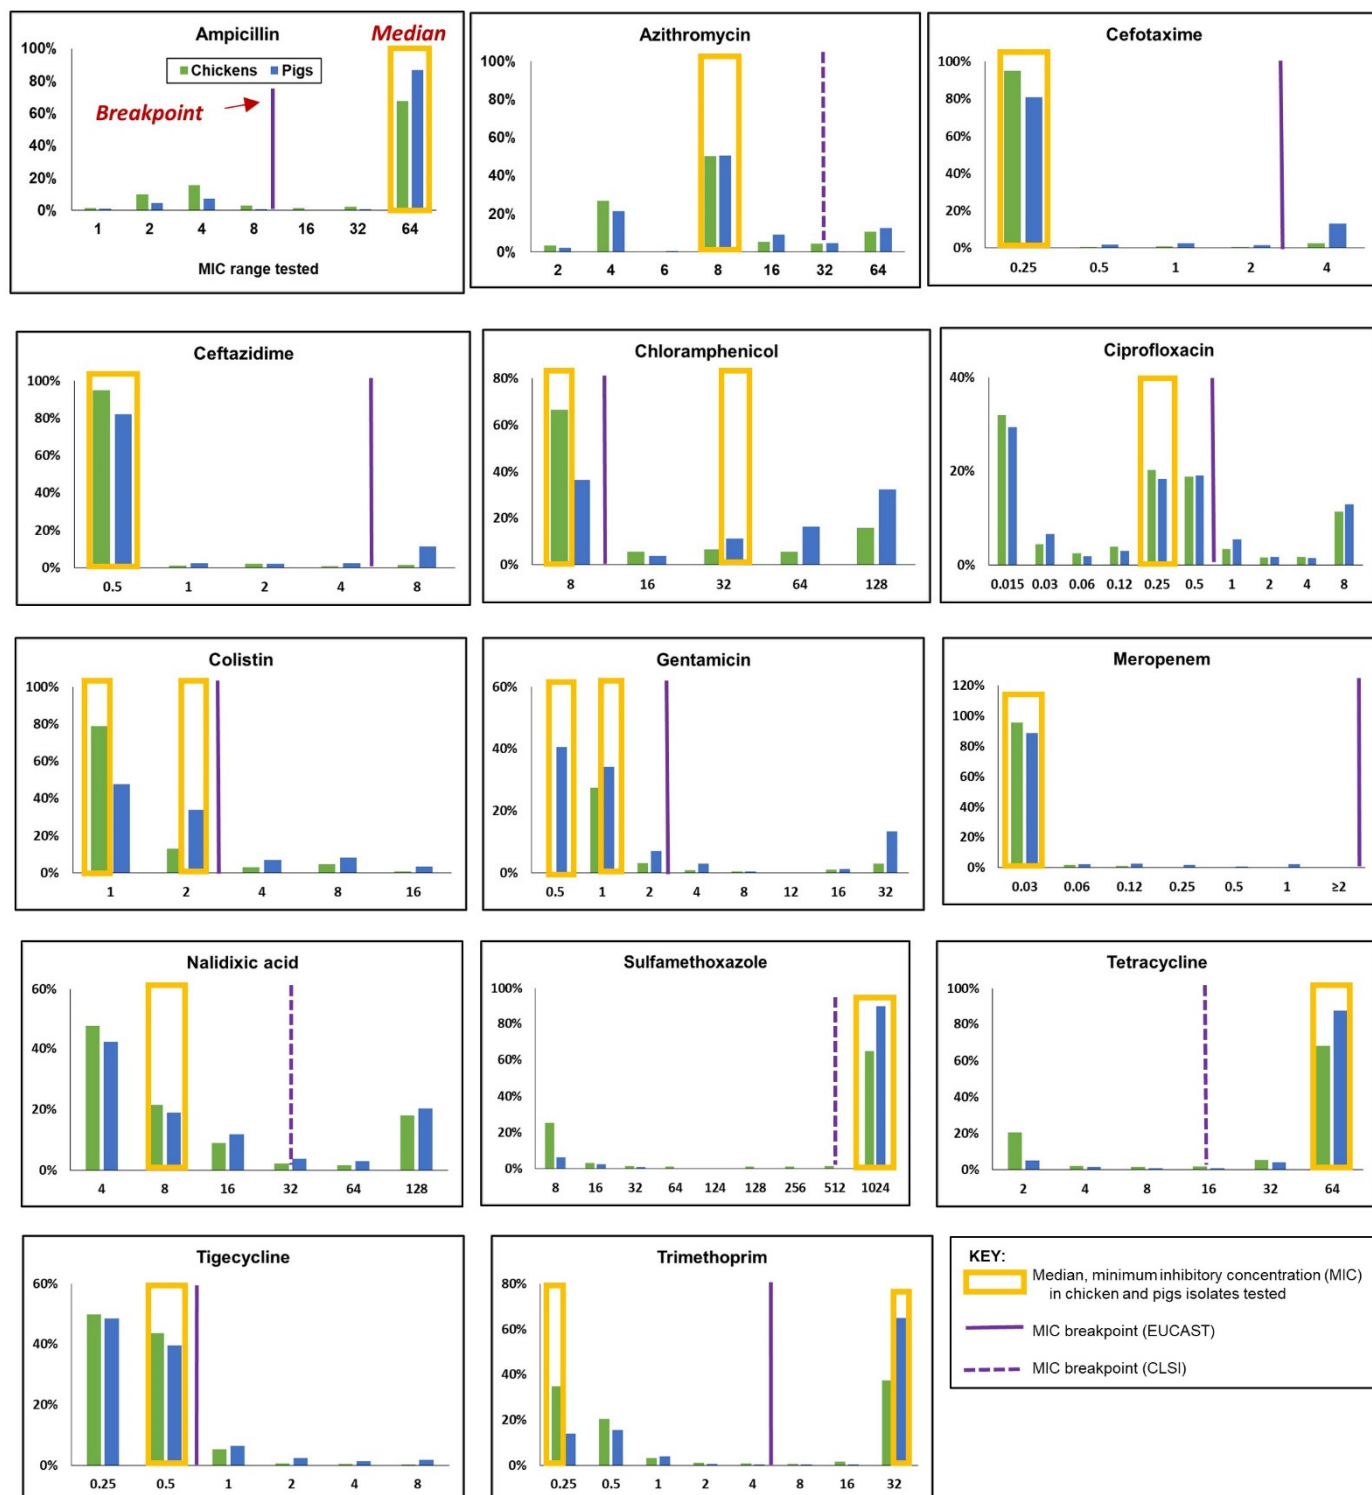 Ampicillin
Median
100%
80%
60%
40%
20%
0%
Chickens
Pigs
Breakpoint
1 2 4 8 16 32 64
MIC range tested
Azithromycin
100%
80%
60%
40%
20%
0%
2 4 6 8 16 32 64
Cefotaxime
100%
80%
60%
40%
20%
0%
0.25 0.5 1 2 4
Ceftazidime
100%
80%
60%
40%
20%
0%
0.5 1 2 4 8
Chloramphenicol
80%
60%
40%
20%
0%
8 16 32 64 128
Ciprofloxacin
40%
20%
0%
0.015 0.03 0.06 0.12 0.25 0.5 1 2 4 8
Colistin
100%
80%
60%
40%
20%
0%
1 2 4 8 16
Gentamicin
60%
40%
20%
0%
0.5 1 2 4 8 12 16 32
Meropenem
120%
100%
80%
60%
40%
20%
0%
0.03 0.06 0.12 0.25 0.5 1 ≥2
Nalidixic acid
60%
40%
20%
0%
4 8 16 32 64 128
Sulfamethoxazole
100%
80%
60%
40%
20%
0%
8 16 32 64 124 128 256 512 1024
Tetracycline
100%
80%
60%
40%
20%
0%
2 4 8 16 32 64
Tigecycline
60%
40%
20%
0%
0.25 0.5 1 2 4 8
Trimethoprim
80%
60%
40%
20%
0%
0.25 0.5 1 2 4 8 16 32
KEY:
Median, minimum inhibitory concentration (MIC)
in chicken and pigs isolates tested
MIC breakpoint (EUCAST)
MIC breakpoint (CLSI)